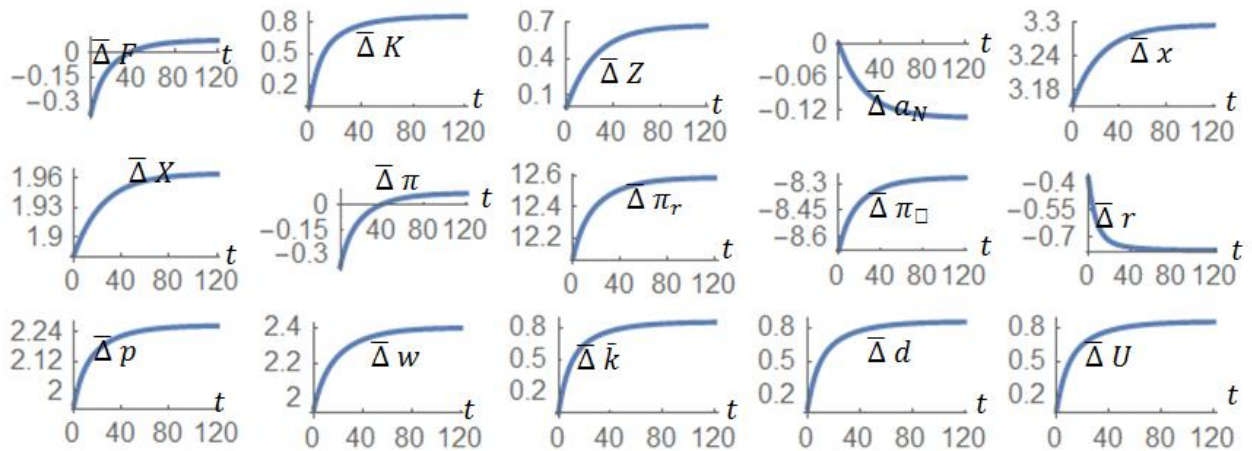 0.8 0.7 3.3
0 Δ̅ F t Δ̅ K 0.5 Δ̅ Z 0 t 3.24 Δ̅ x
−0.15 40 80 120 0.5 0.3 −0.06 40 80 120 3.18
−0.3 0.2 t 0.1 t −0.12 Δ̅ a_N t
0 40 80 120 0 40 80 120 0 40 80 120
1.96 Δ̅ X Δ̅ π 12.6 −8.3 −0.4
1.93 0 t 12.4 Δ̅ π_r −8.45 Δ̅ π_□ −0.55 Δ̅ r
1.9 t −0.15 40 80 120 12.2 t −8.6 t −0.7 t
0 40 80 120 −0.3 0 40 80 120 0 40 80 120 0 40 80 120
2.24 2.4 0.8 0.8 0.8
2.12 Δ̅ p 2.2 Δ̅ w 0.5 Δ̅ k̄ 0.5 Δ̅ d 0.5 Δ̅ U
2 t 2 t 0.2 t 0.2 t 0.2 t
0 40 80 120 0 40 80 120 0 40 80 120 0 40 80 120 0 40 80 120